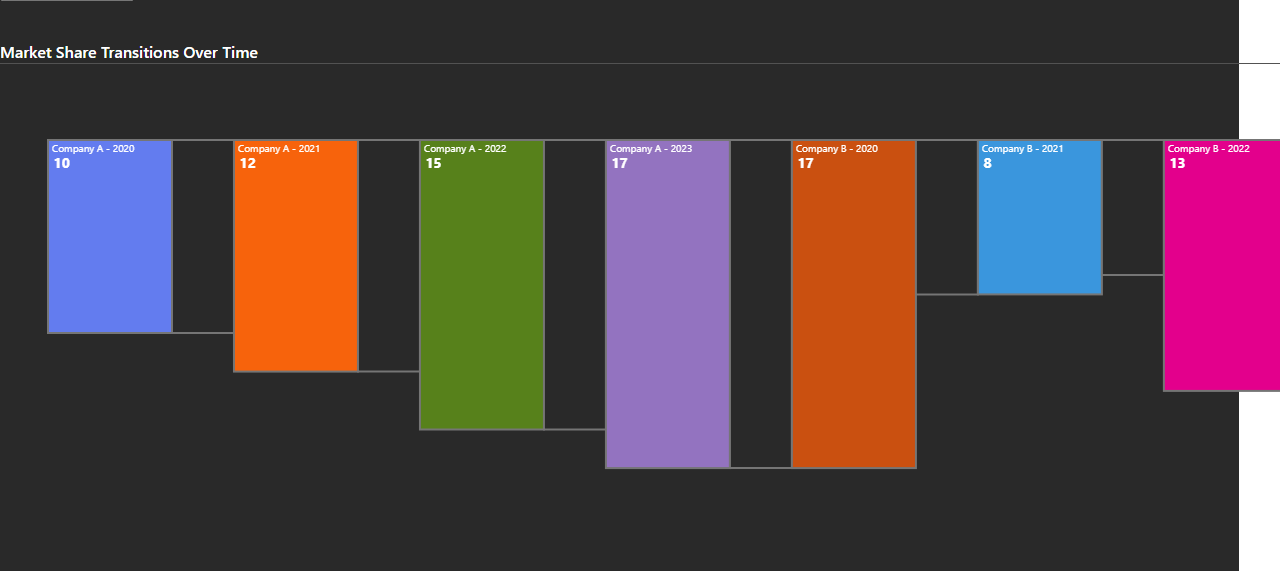 Market Share Transitions Over Time
Company A - 2020
10
Company A - 2021
12
Company A - 2022
15
Company A - 2023
17
Company B - 2020
17
Company B - 2021
8
Company B - 2022
13